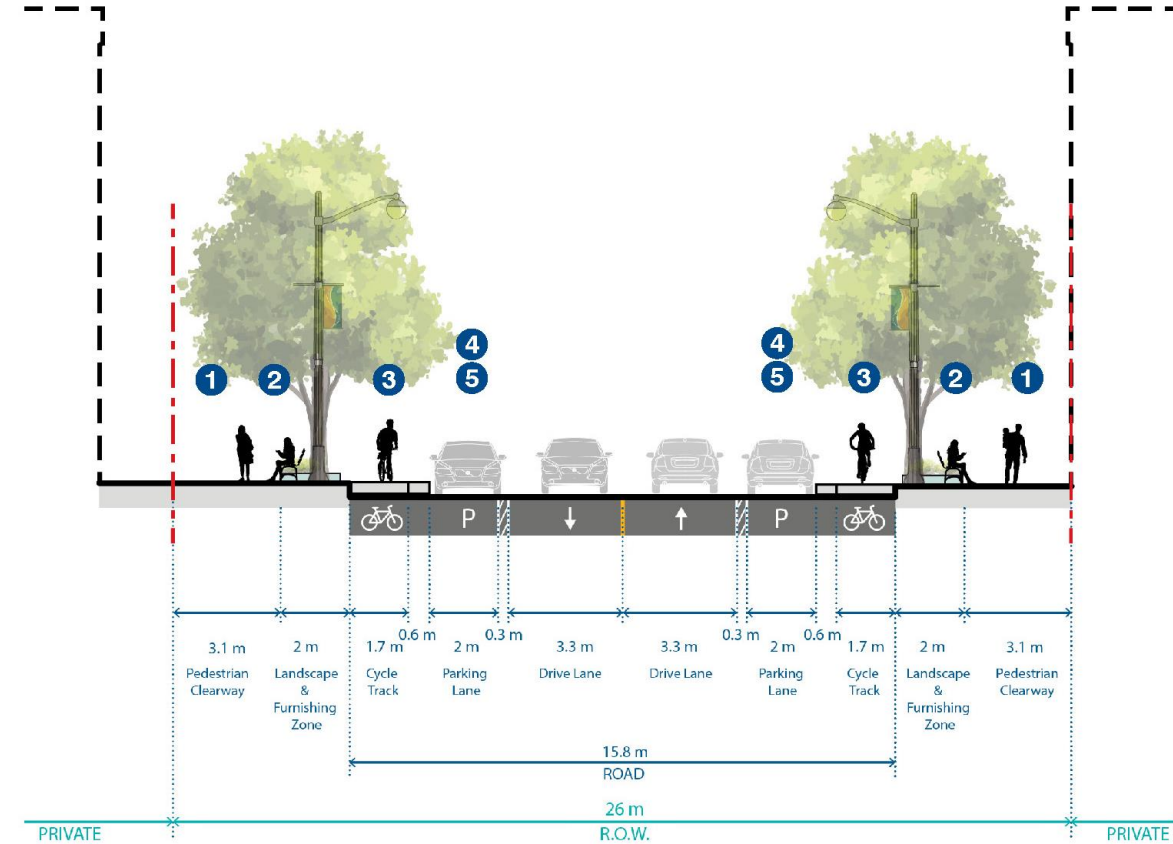 4
4
1
2
3
5
5
3
2
1
P
P
0.6 m
0.3 m
0.3 m
0.6 m
3.1 m
2 m
1.7 m
2 m
3.3 m
3.3 m
2 m
1.7 m
2 m
3.1 m
Pedestrian
Clearway
Landscape
&
Furnishing
Zone
Cycle
Track
Parking
Lane
Drive Lane
Drive Lane
Parking
Lane
Cycle
Track
Landscape
&
Furnishing
Zone
Pedestrian
Clearway
15.8 m
ROAD
26 m
PRIVATE
R.O.W.
PRIVATE